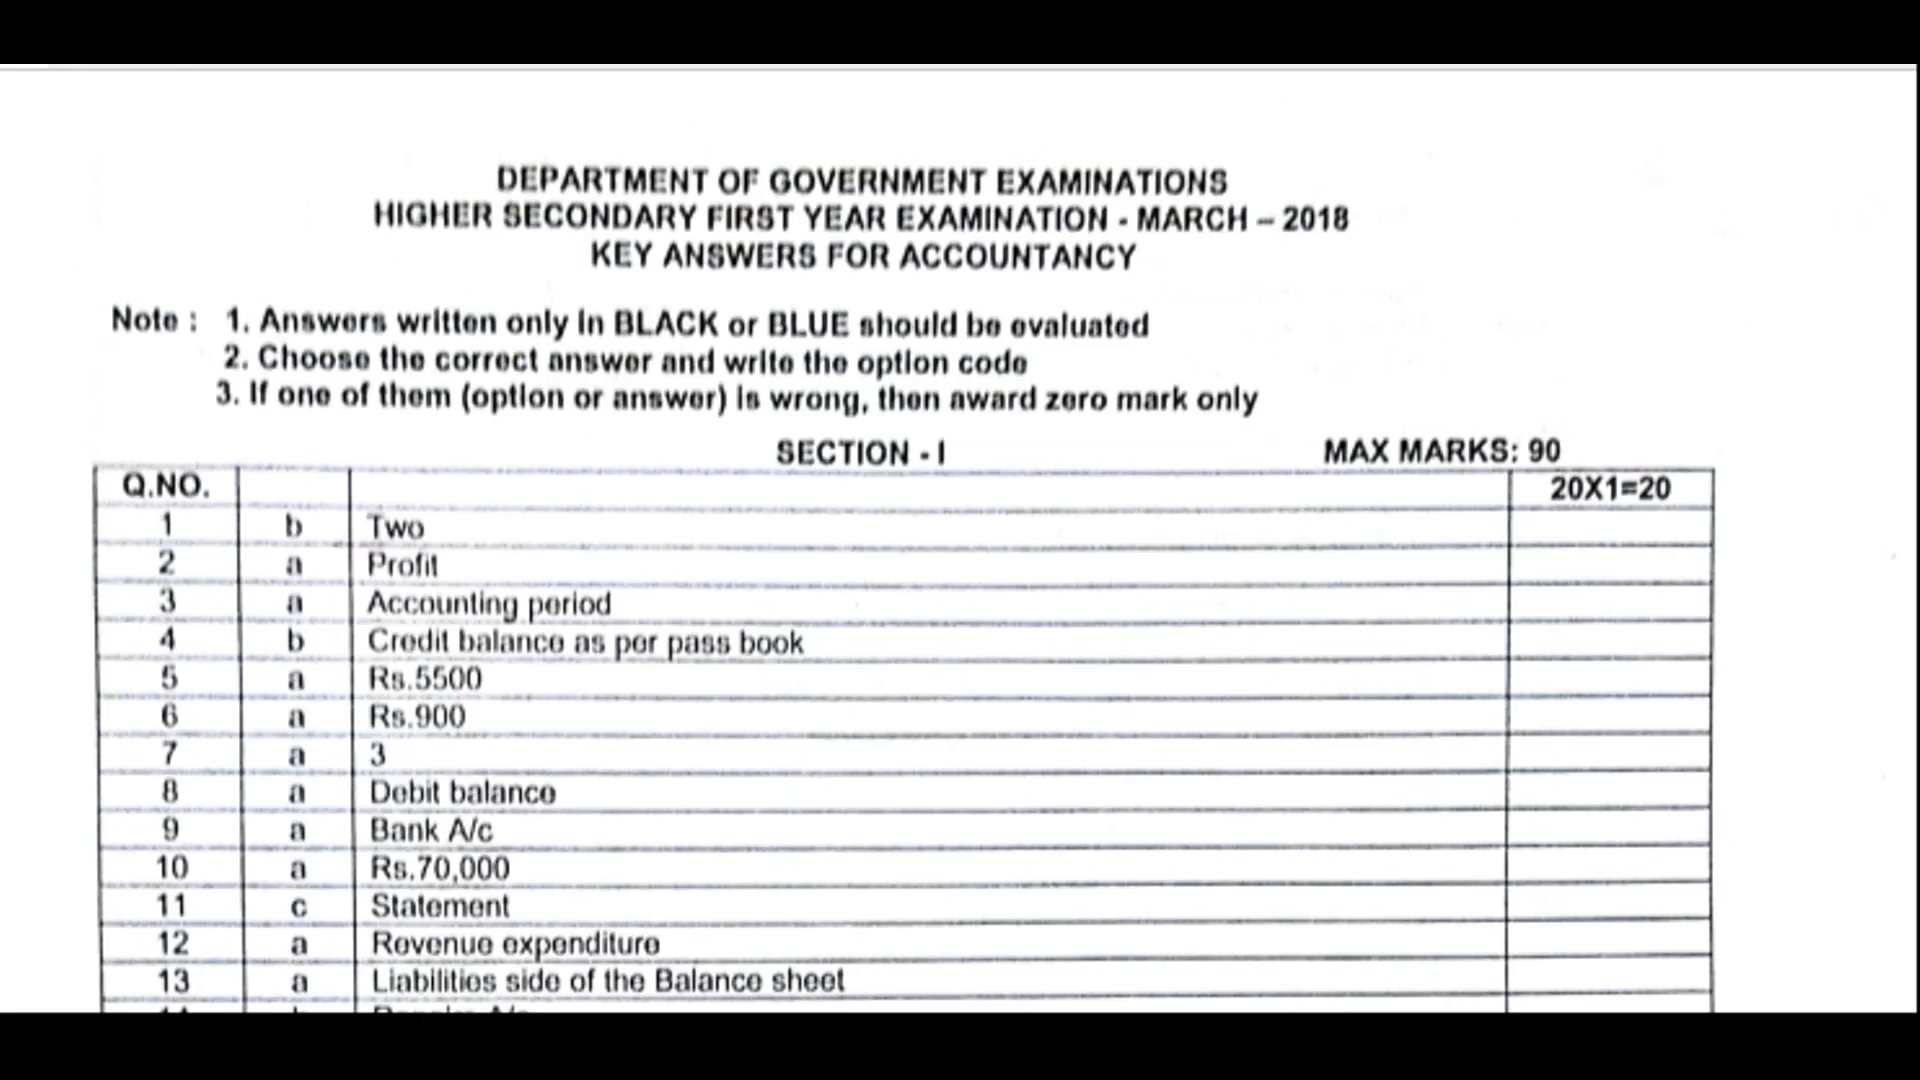 DEPARTMENT OF GOVERNMENT EXAMINATIONS
HIGHER SECONDARY FIRST YEAR EXAMINATION - MARCH – 2018
KEY ANSWERS FOR ACCOUNTANCY
Note : 1. Answers written only in BLACK or BLUE should be evaluated
2. Choose the correct answer and write the option code
3. If one of them (option or answer) is wrong, then award zero mark only
SECTION - I MAX MARKS: 90
Q.NO. 20X1=20
1 b Two
2 a Profit
3 a Accounting period
4 b Credit balance as per pass book
5 a Rs.5500
6 a Rs.900
7 a 3
8 a Debit balance
9 a Bank A/c
10 a Rs.70,000
11 c Statement
12 a Revenue expenditure
13 a Liabilities side of the Balance sheet